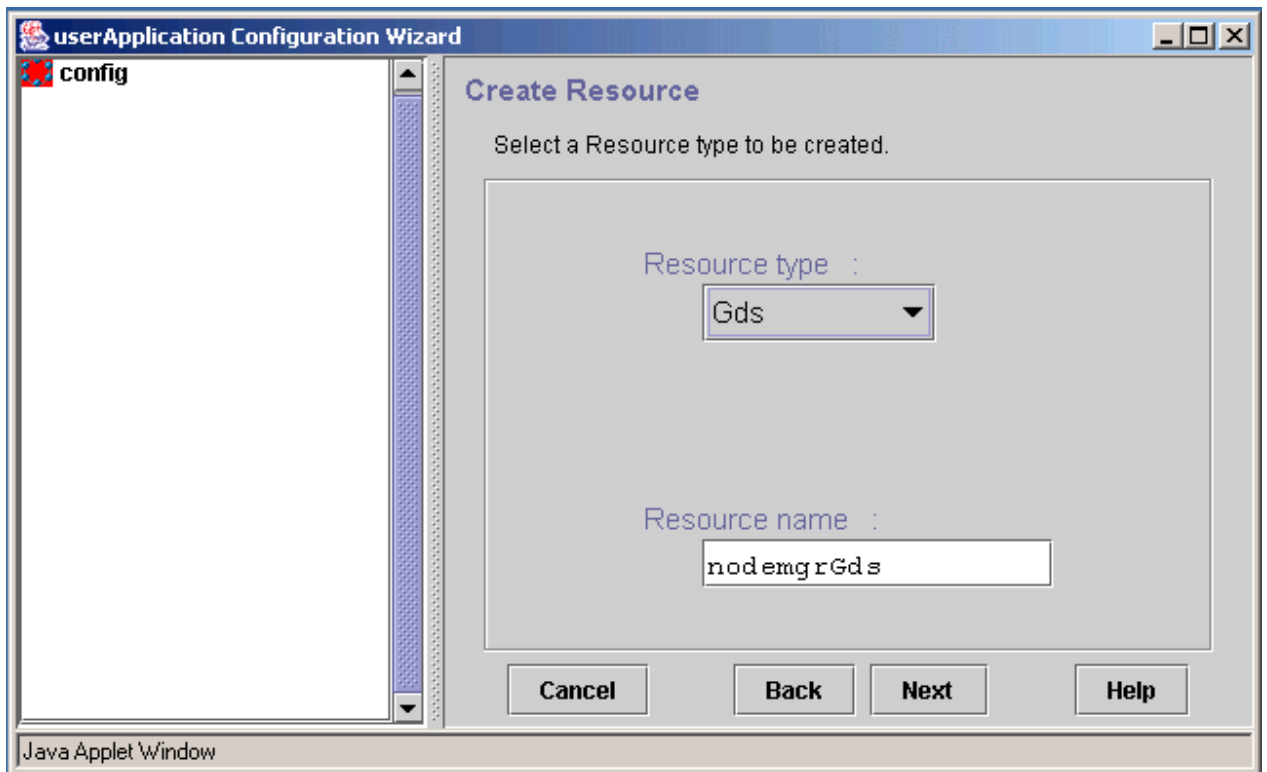 userApplication Configuration Wizard
config
Create Resource
Select a Resource type to be created.
Resource type :
Gds
Resource name :
nodemgrGds
Cancel Back Next Help
Java Applet Window